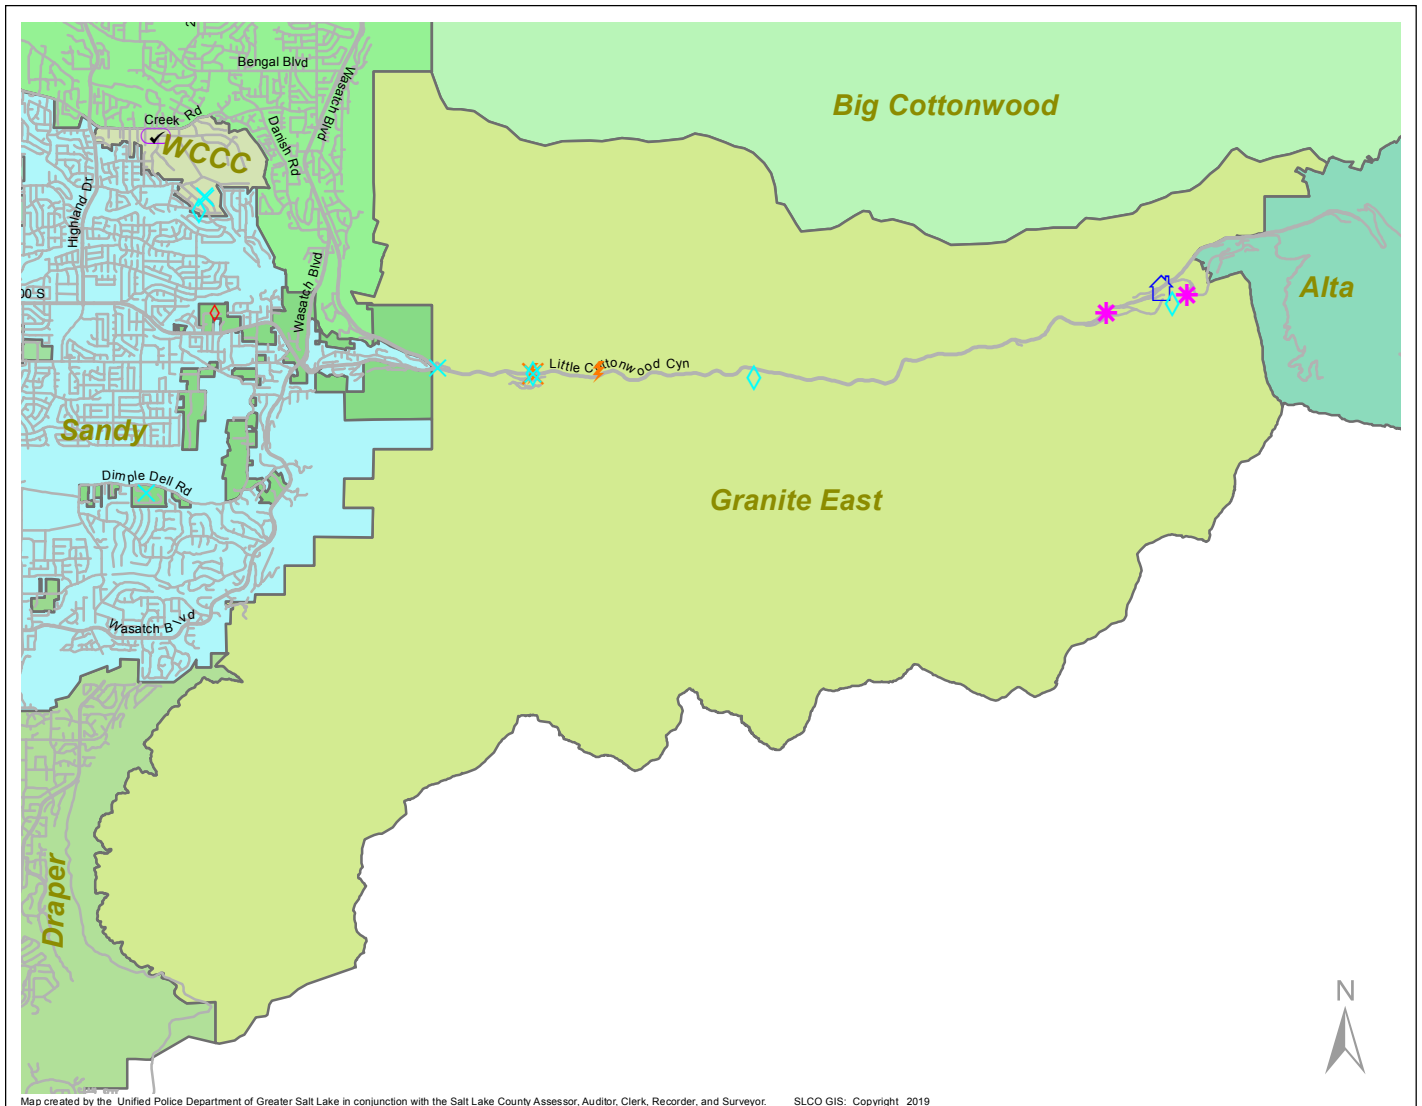 Bengal Blvd
Wasatch Blvd
Big Cottonwood
Creek Rd
Danish Rd
WCCC
Highland Dr
Wasatch Blvd
Alta
00 S
Little Cottonwood Cyn
Sandy
Dimple Dell Rd
Granite East
Wasatch Blvd
Draper
N
Map created by the Unified Police Department of Greater Salt Lake in conjunction with the Salt Lake County Assessor, Auditor, Clerk, Recorder, and Surveyor. SLCO GIS: Copyright 2019